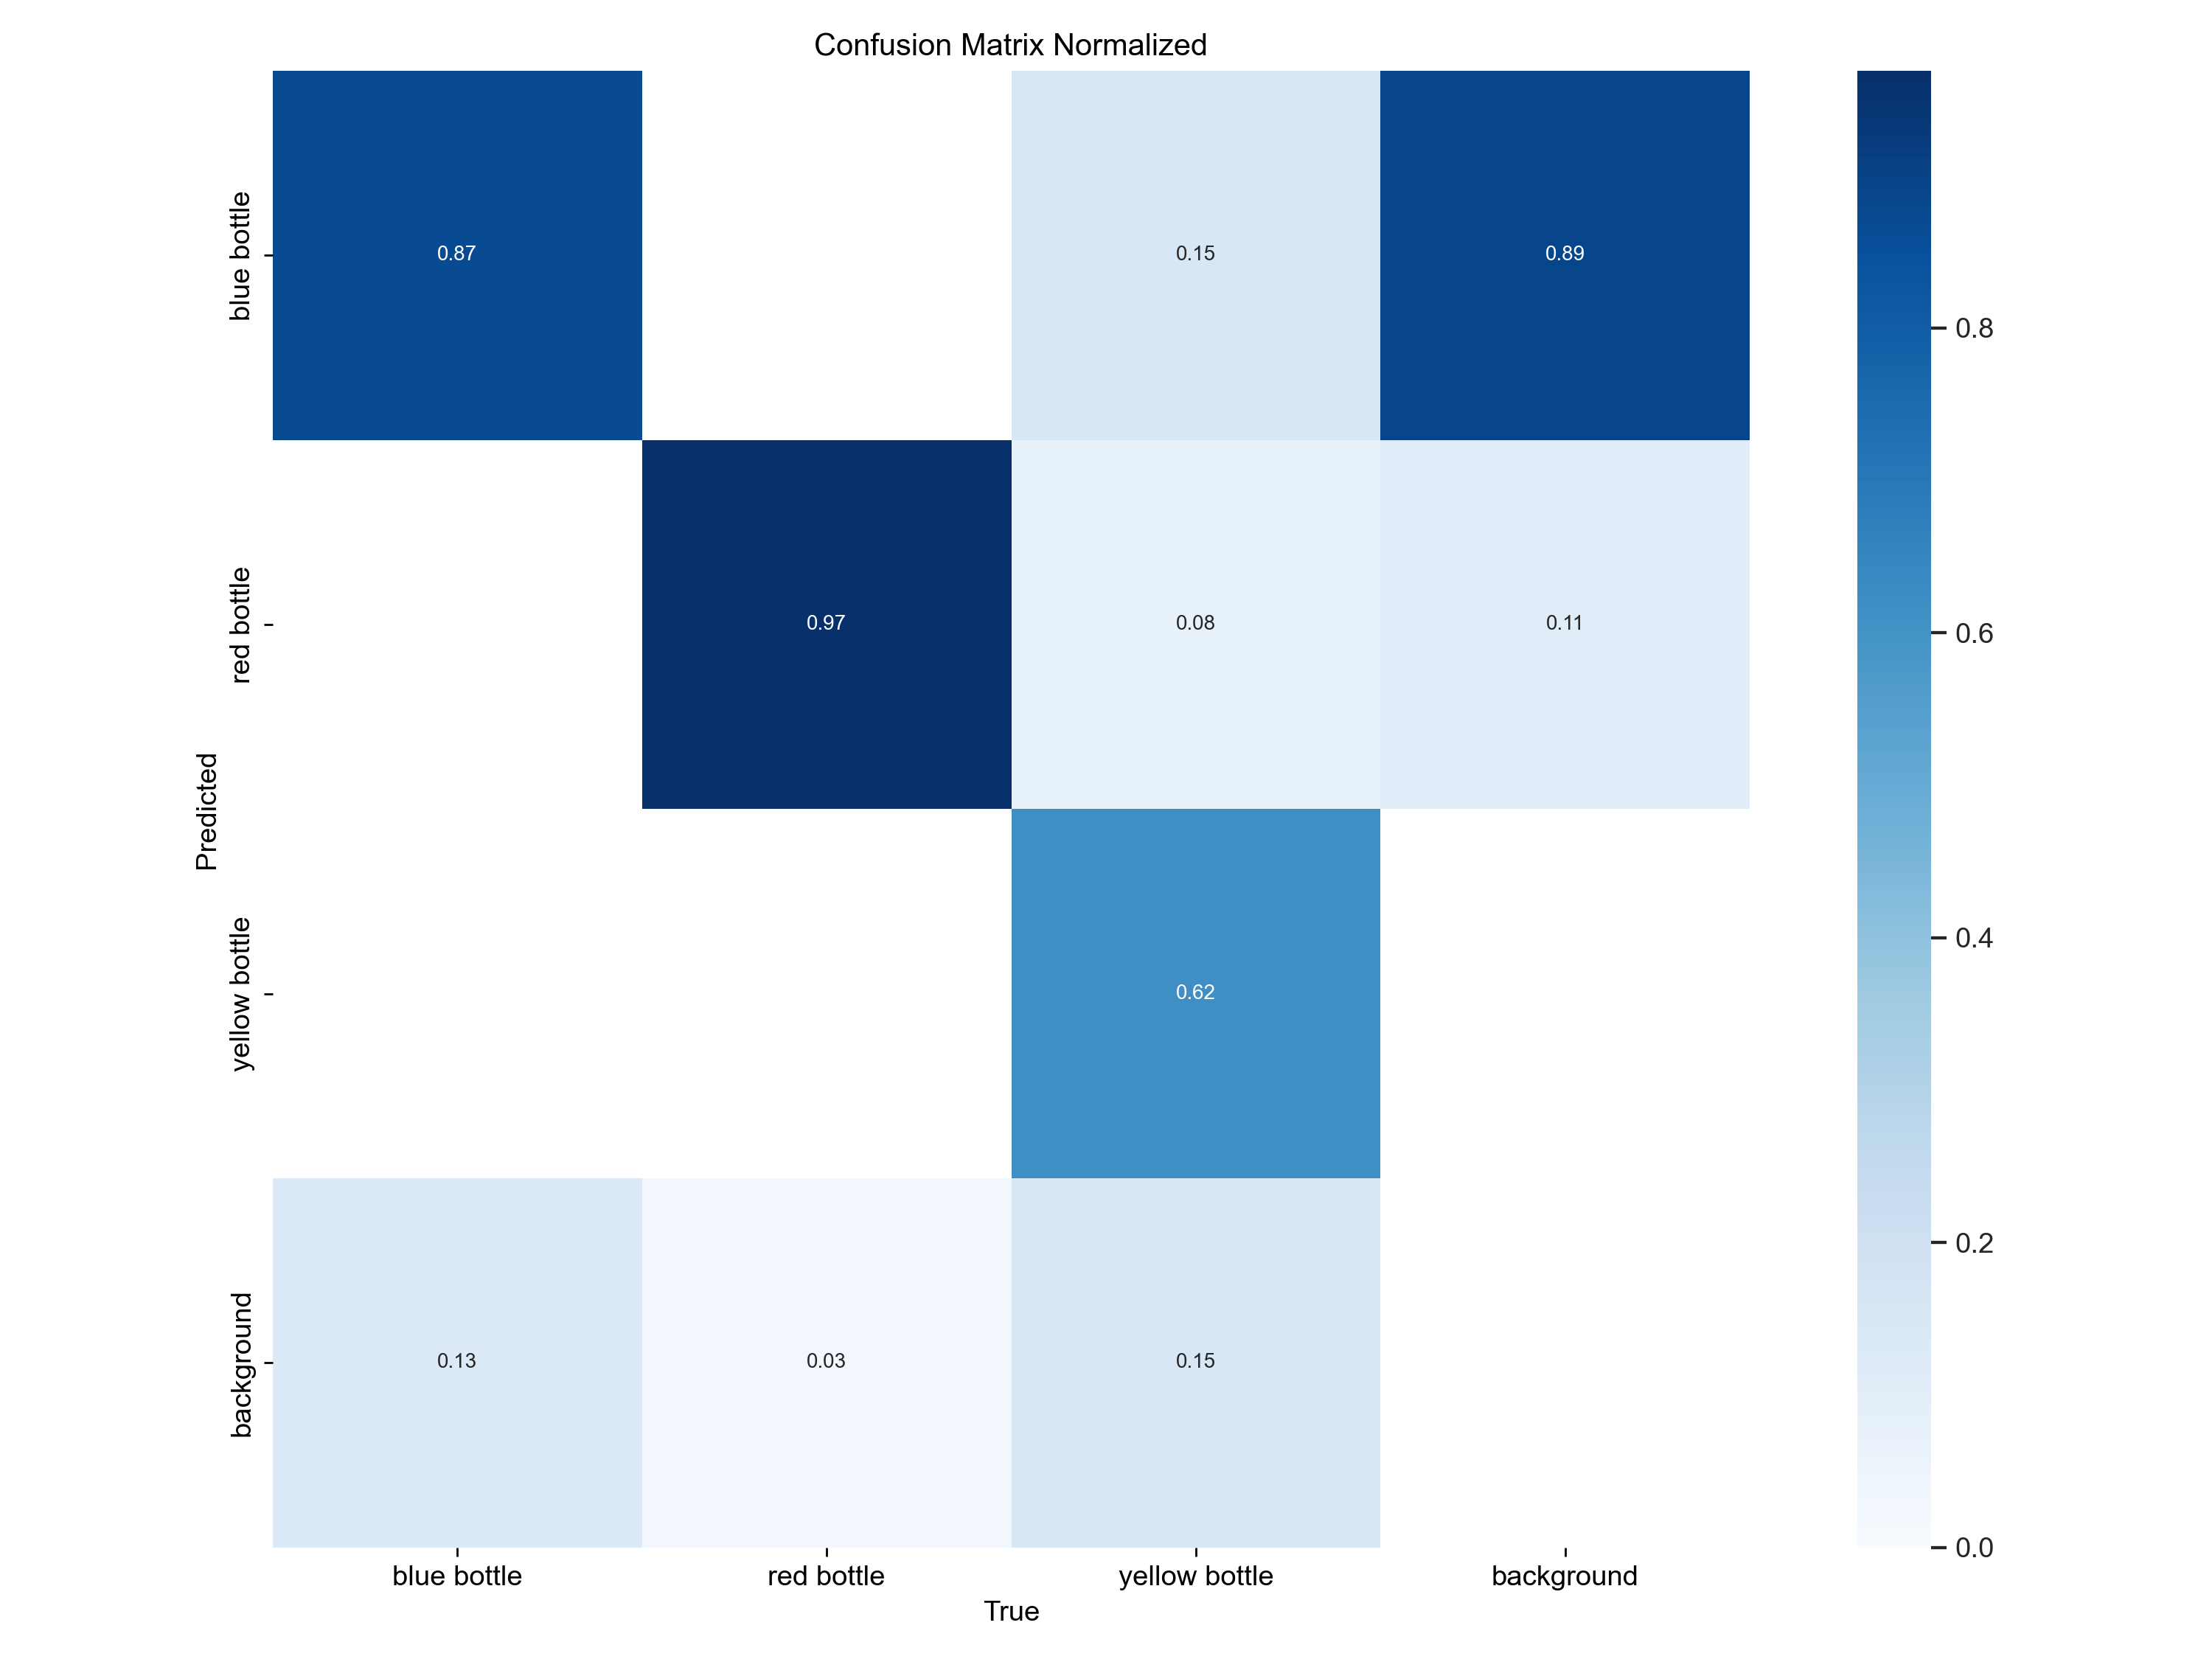 Confusion Matrix Normalized
blue bottle
0.87
0.15
0.89
0.8
red bottle
0.97
0.08
0.11
0.6
Predicted
yellow bottle
0.62
0.4
background
0.13
0.03
0.15
0.2
0.0
blue bottle
red bottle
yellow bottle
background
True